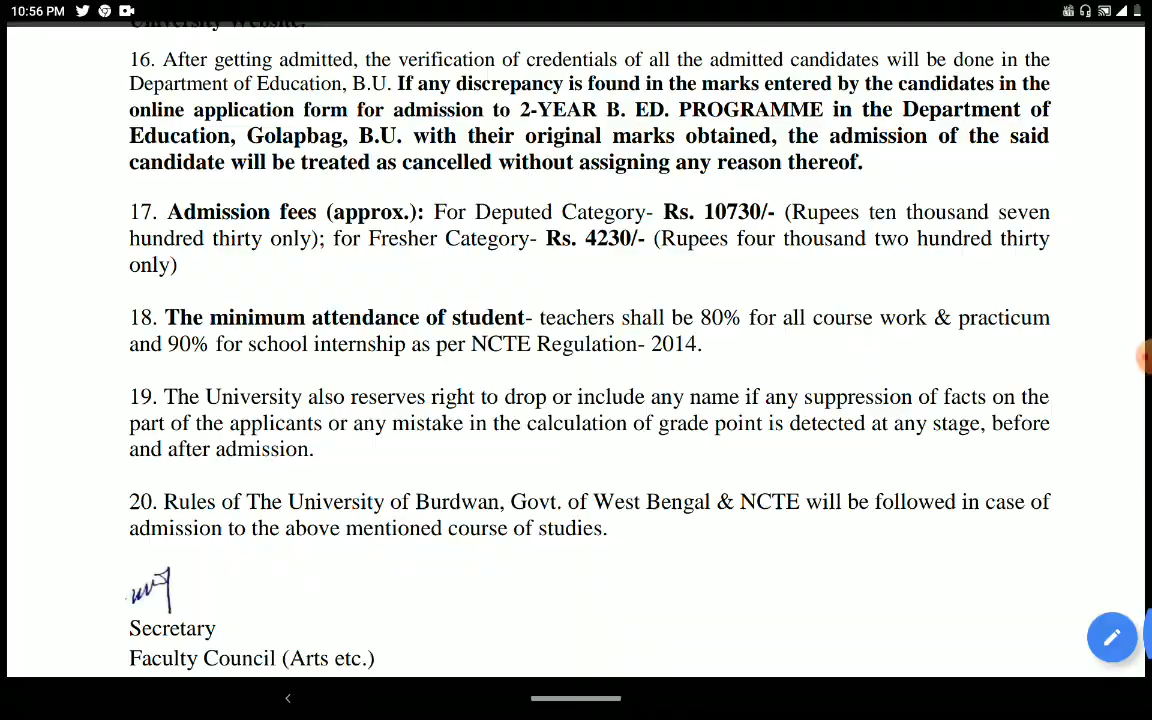 10:56 PM
University Website.
16. After getting admitted, the verification of credentials of all the admitted candidates will be done in the
Department of Education, B.U. If any discrepancy is found in the marks entered by the candidates in the
online application form for admission to 2-YEAR B. ED. PROGRAMME in the Department of
Education, Golapbag, B.U. with their original marks obtained, the admission of the said
candidate will be treated as cancelled without assigning any reason thereof.
17. Admission fees (approx.): For Deputed Category- Rs. 10730/- (Rupees ten thousand seven
hundred thirty only); for Fresher Category- Rs. 4230/- (Rupees four thousand two hundred thirty
only)
18. The minimum attendance of student- teachers shall be 80% for all course work & practicum
and 90% for school internship as per NCTE Regulation- 2014.
19. The University also reserves right to drop or include any name if any suppression of facts on the
part of the applicants or any mistake in the calculation of grade point is detected at any stage, before
and after admission.
20. Rules of The University of Burdwan, Govt. of West Bengal & NCTE will be followed in case of
admission to the above mentioned course of studies.
Secretary
Faculty Council (Arts etc.)